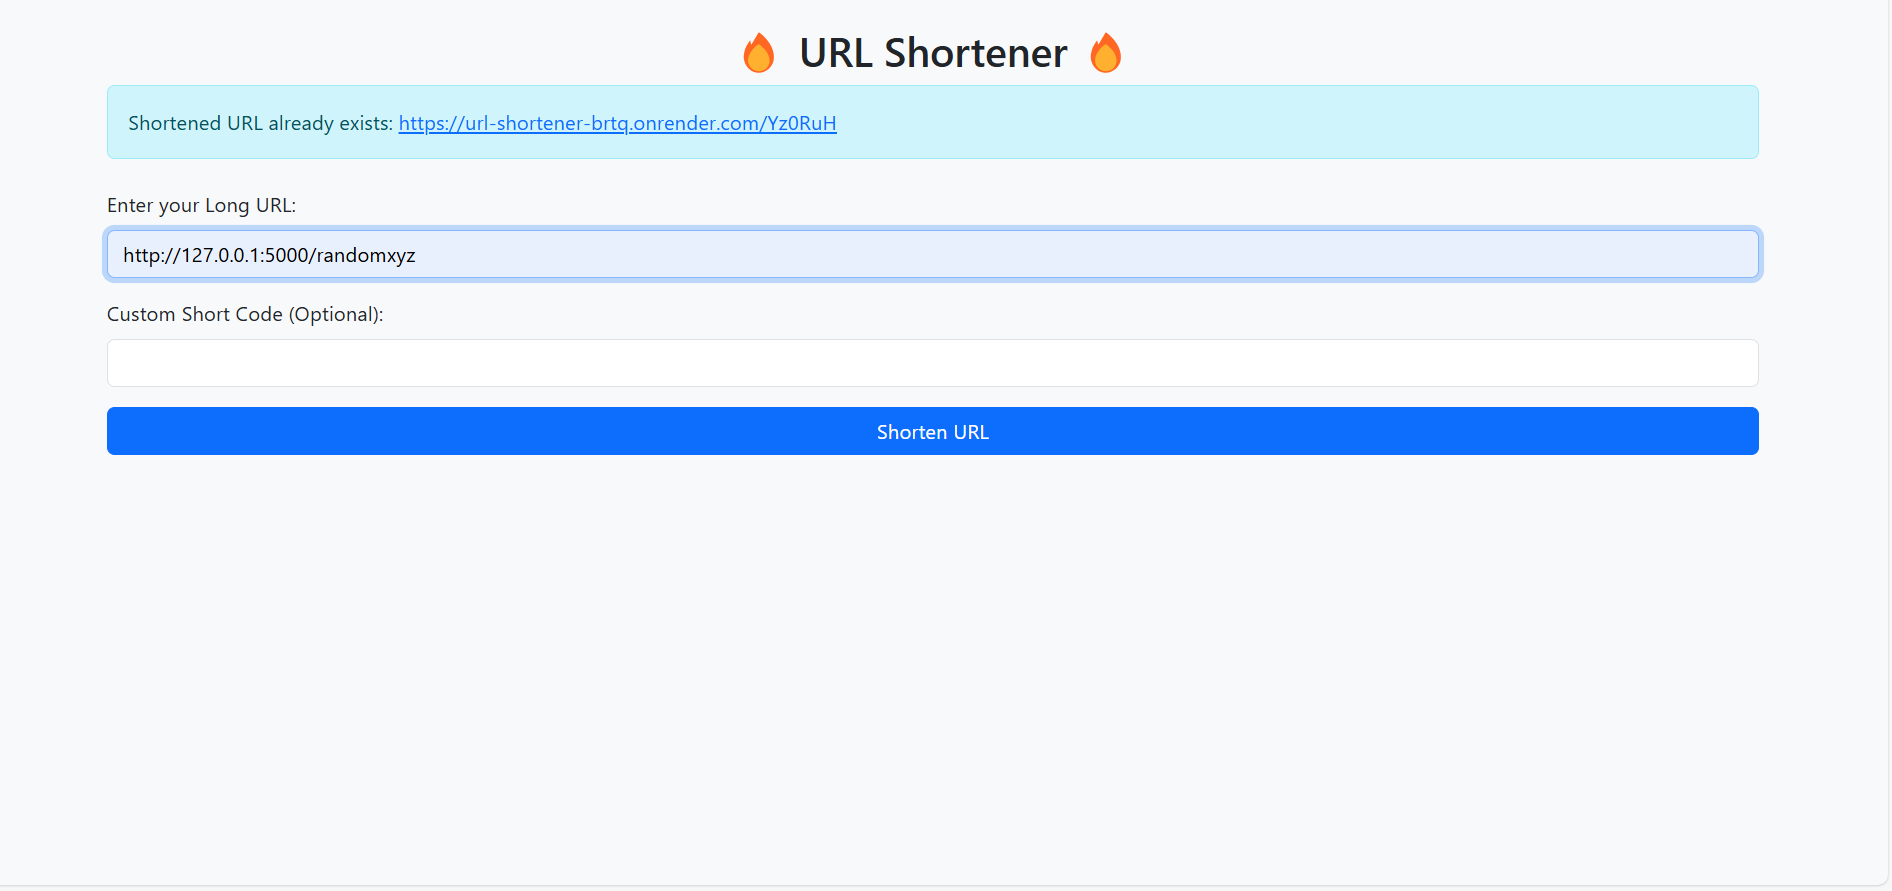 🔥 URL Shortener 🔥
Shortened URL already exists: https://url-shortener-brtq.onrender.com/Yz0RuH
Enter your Long URL:
http://127.0.0.1:5000/randomxyz
Custom Short Code (Optional):
Shorten URL